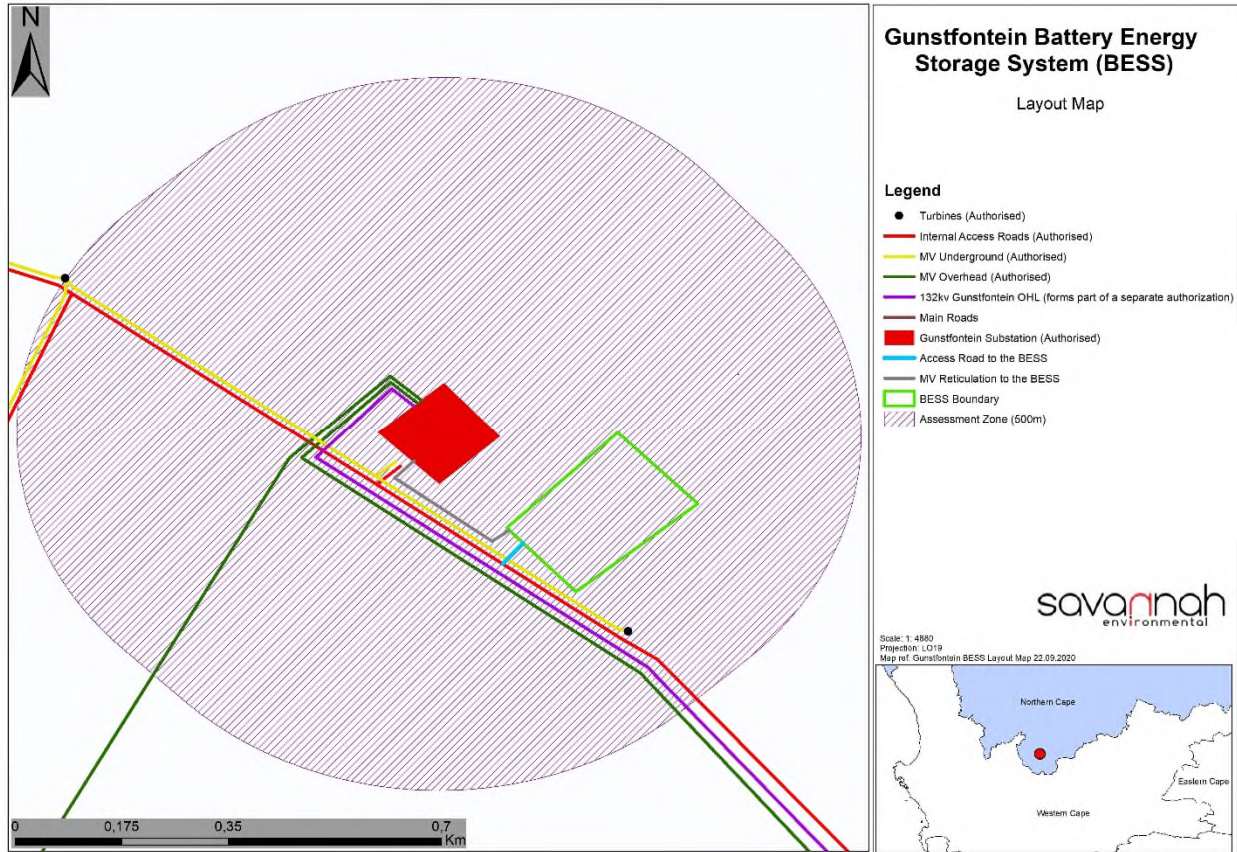 N
Gunstfontein Battery Energy
Storage System (BESS)
Layout Map
Legend
Turbines (Authorised)
Internal Access Roads (Authorised)
MV Underground (Authorised)
MV Overhead (Authorised)
132kv Gunstfontein OHL (forms part of a separate authorization)
Main Roads
Gunstfontein Substation (Authorised)
Access Road to the BESS
MV Reticulation to the BESS
BESS Boundary
Assessment Zone (500m)
savannah
environmental
Scale: 1: 4880
Projection: LO19
Map ref: Gunstfontein BESS Layout Map 22.09.2020
Northern Cape
Eastern Cape
Western Cape
0 0,175 0,35 0,7
Km